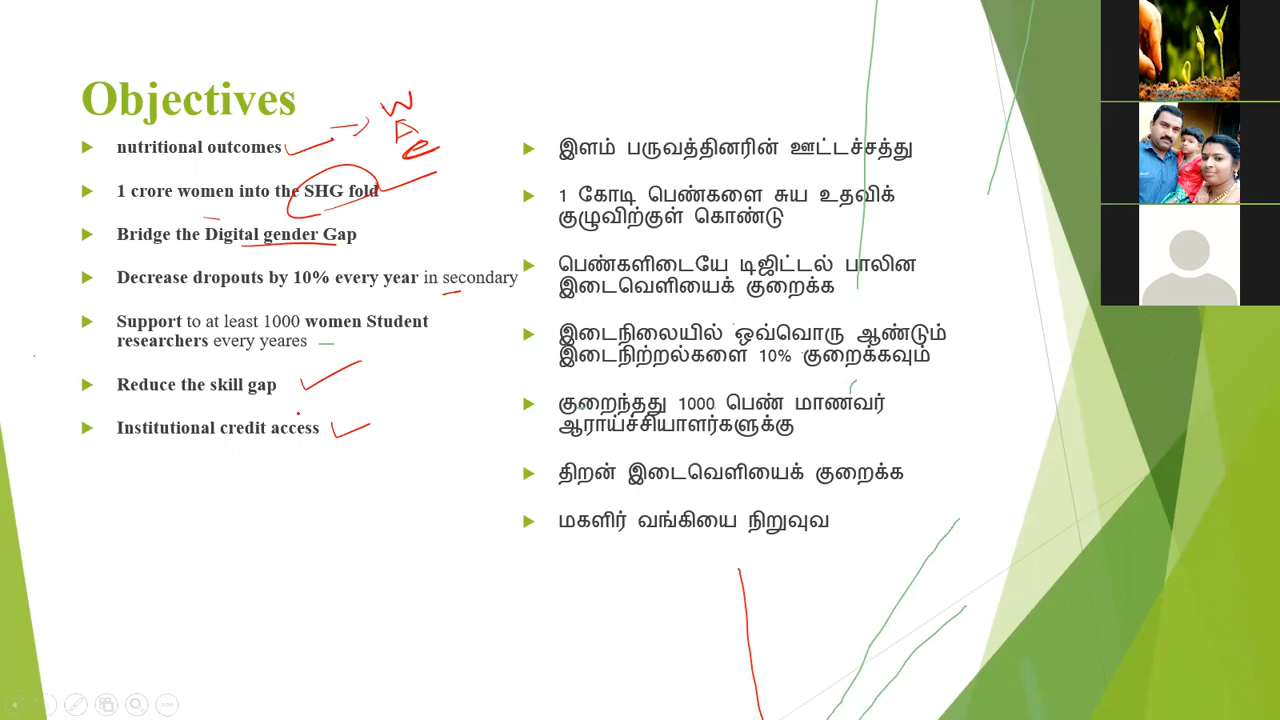 Objectives
nutritional outcomes
1 crore women into the SHG fold
Bridge the Digital gender Gap
Decrease dropouts by 10% every year in secondary
Support to at least 1000 women Student
researchers every yeares
Reduce the skill gap
Institutional credit access
W
A
e
இளம் பருவத்தினரின் ஊட்டச்சத்து
1 கோடி பெண்களை சுய உதவிக்
குழுவிற்குள் கொண்டு
பெண்களிடையே டிஜிட்டல் பாலின
இடைவெளியைக் குறைக்க
இடைநிலையில் ஒவ்வொரு ஆண்டும்
இடைநிற்றல்களை 10% குறைக்கவும்
குறைந்தது 1000 பெண் மாணவர்
ஆராய்ச்சியாளர்களுக்கு
திறன் இடைவெளியைக் குறைக்க
மகளிர் வங்கியை நிறுவுவ